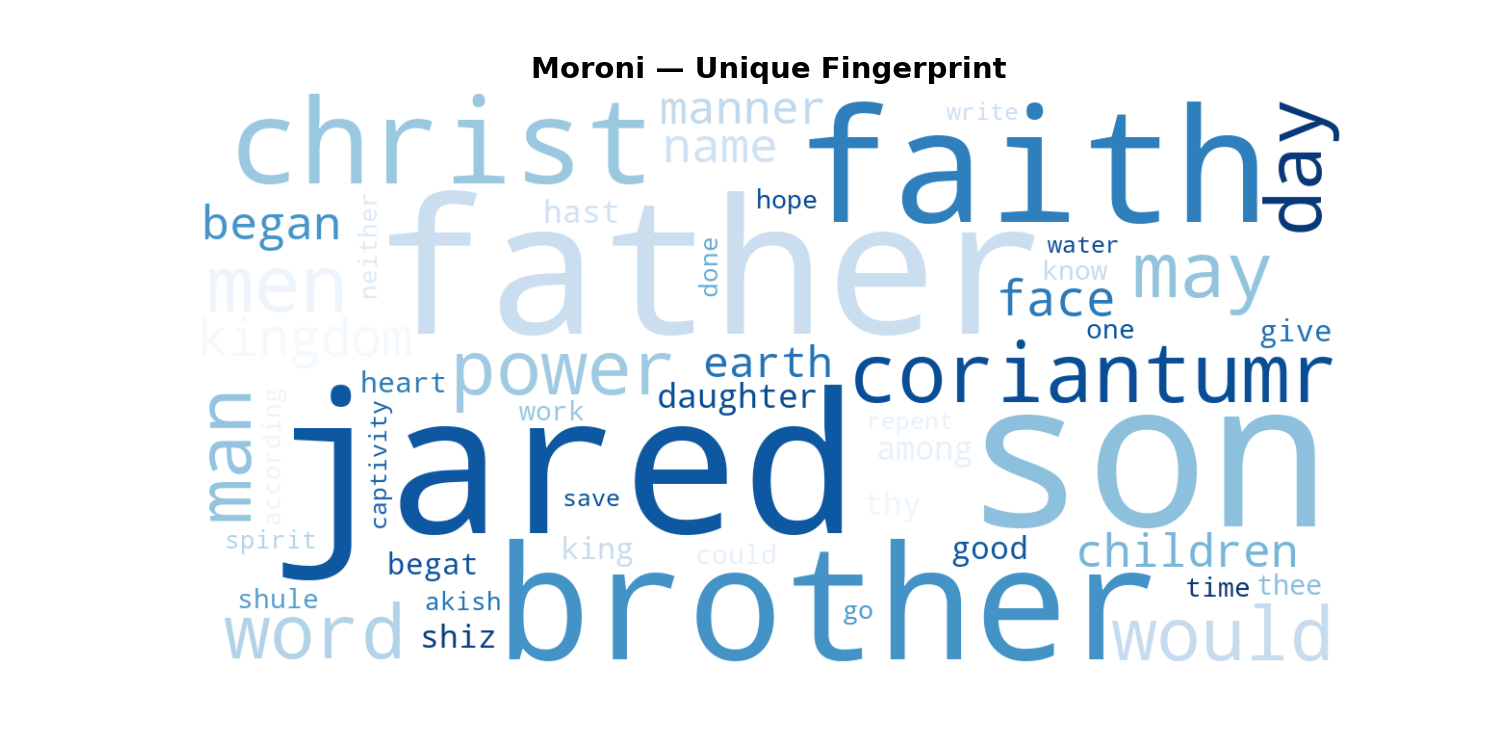 Moroni — Unique Fingerprint
christ
manner
write
faith
day
name
hope
began
neither
hast
father
done
water
know
may
men
face
kingdom
one
give
power
earth
coriantumr
heart
daughter
man
according
jared
captivity
work
repent
among
son
save
thy
spirit
king
could
good
children
begat
brother
time
thee
shule
akish
go
word
shiz
would